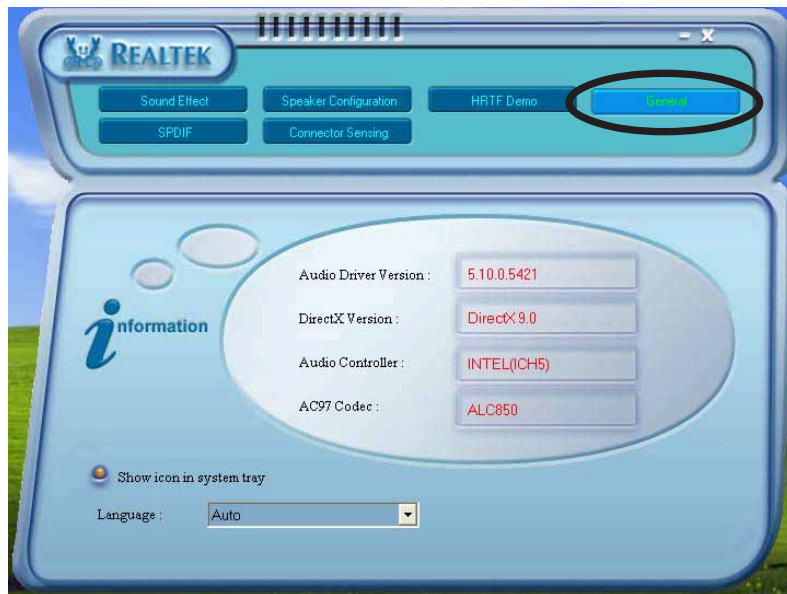 REALTEK
- X
Sound Effect Speaker Configuration HRTF Demo General
SPDIF Connector Sensing
information
Audio Driver Version : 5.10.0.5421
DirectX Version : DirectX 9.0
Audio Controller : INTEL(ICH5)
AC97 Codec : ALC850
Show icon in system tray
Language : Auto